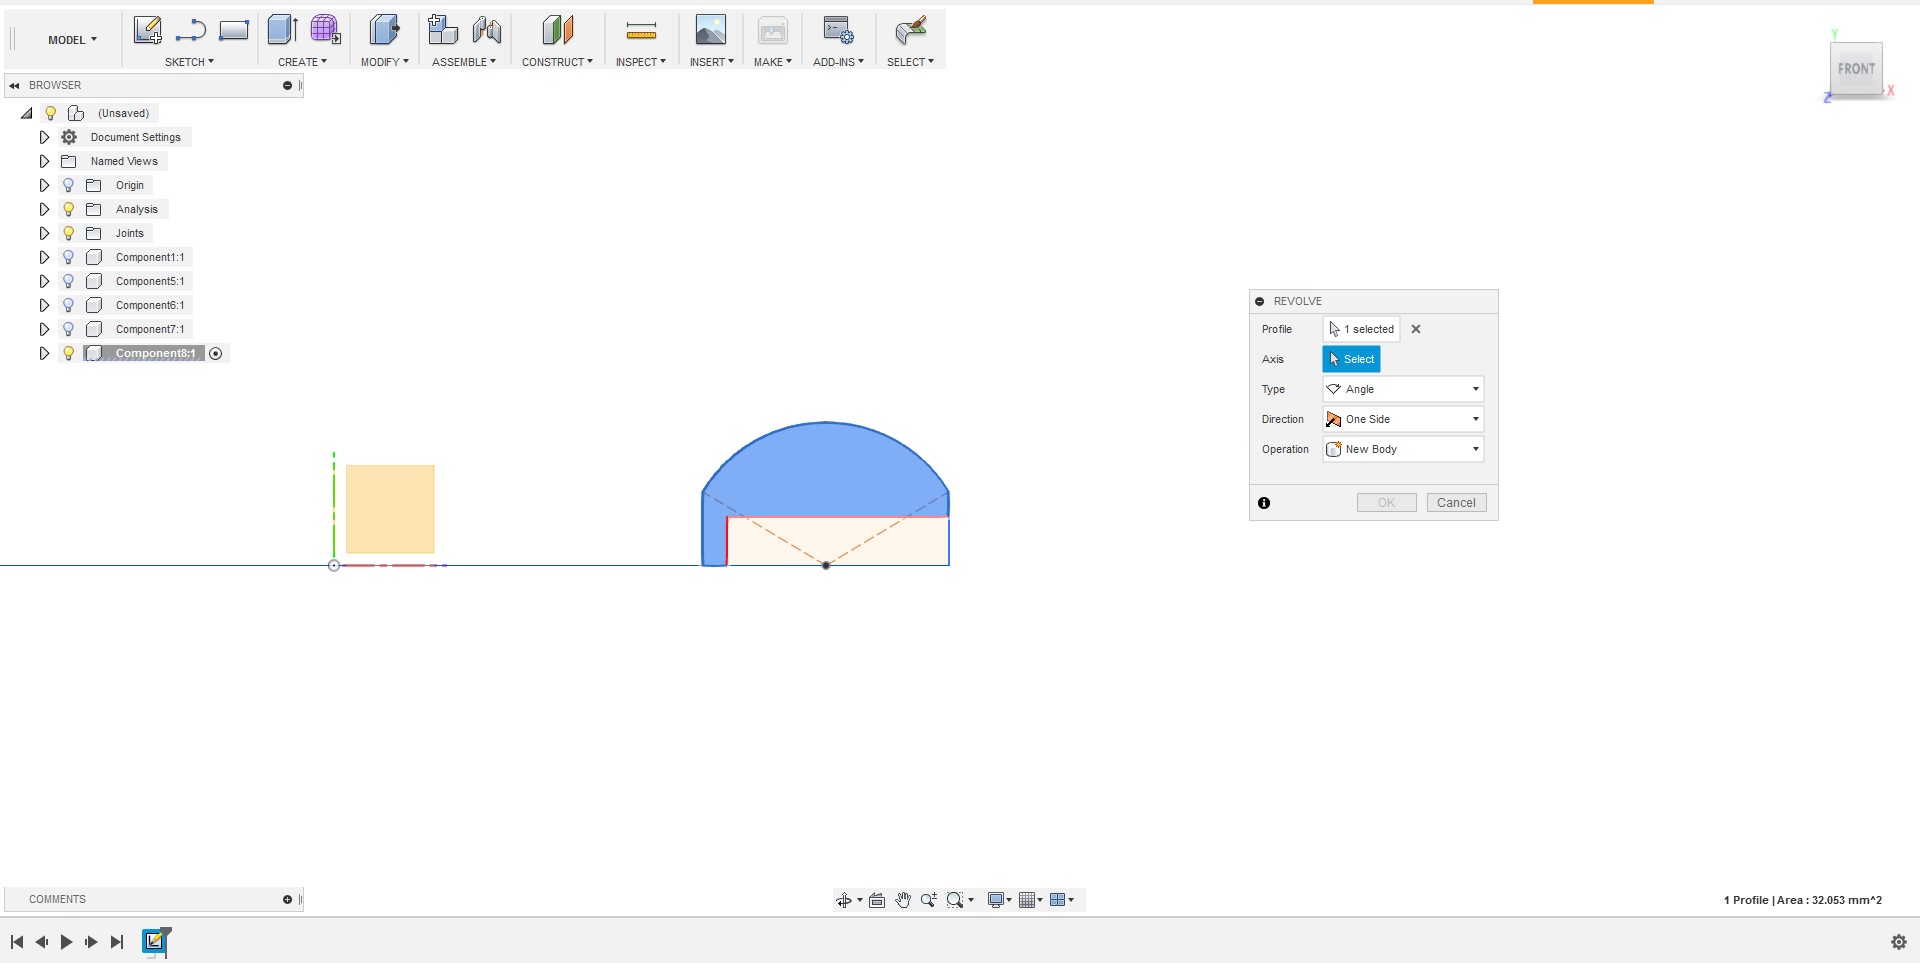 MODEL
SKETCH
CREATE
MODIFY
ASSEMBLE
CONSTRUCT
INSPECT
INSERT
MAKE
ADD-INS
SELECT
Y
FRONT
X
Z
BROWSER
(Unsaved)
Document Settings
Named Views
Origin
Analysis
Joints
Component1:1
Component5:1
Component6:1
Component7:1
Component8:1
REVOLVE
Profile 1 selected
Axis Select
Type Angle
Direction One Side
Operation New Body
OK Cancel
COMMENTS
1 Profile | Area : 32.053 mm^2